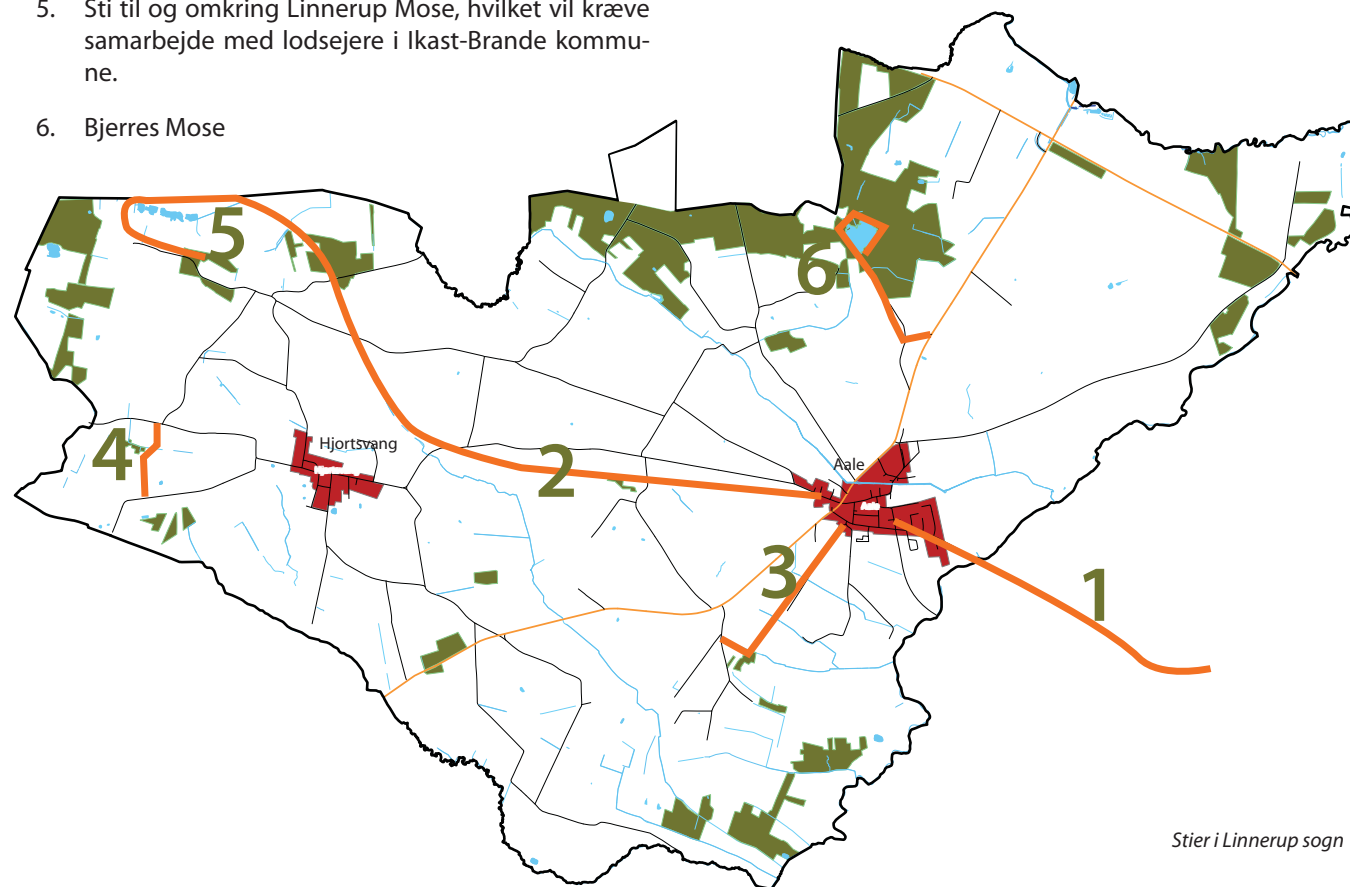 5. Sti til og omkring Linnerup Mose, hvilket vil kræve
samarbejde med lodsejere i Ikast-Brande kommu-
ne.
6. Bjerres Mose
5
6
4
Hjortsvang
2
Aale
3
1
Stier i Linnerup sogn